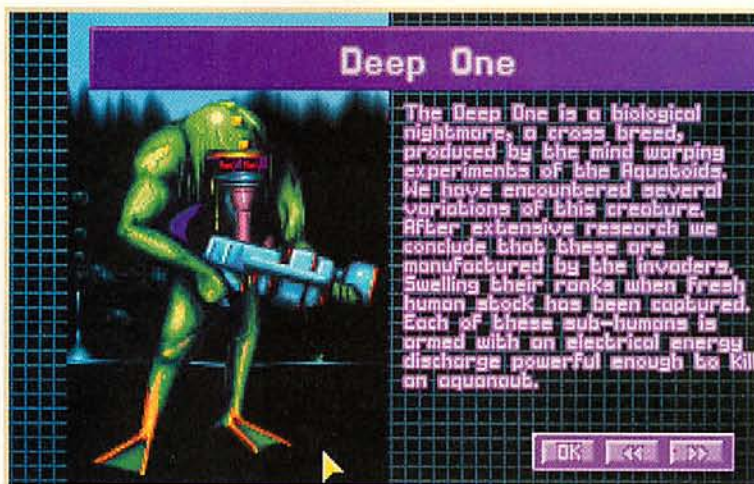 Deep One
The Deep One is a biological
nightmare, a cross breed,
produced by the mind warping
experiments of the Aquatoids.
We have encountered several
variations of this creature.
After extensive research we
conclude that these are
manufactured by the invaders.
Swelling their ranks when fresh
human stock has been captured
Each of these sub-humans is
armed with an electrical energy
discharge powerful enough to
an aquanaut.
OK << >>